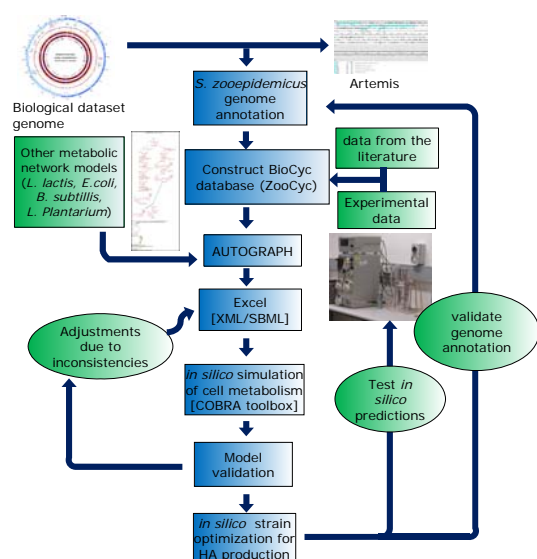 Biological dataset
genome
Artemis
S. zooepidemicus
genome
annotation
Other metabolic
network models
(L. lactis, E.coli,
B. subtillis,
L. Plantarium)
Construct BioCyc
database (ZooCyc)
data from the
literature
Experimental
data
AUTOGRAPH
Excel
[XML/SBML]
Adjustments
due to
inconsistencies
validate
genome
annotation
in silico simulation
of cell metabolism
[COBRA toolbox]
Test in
silico
predictions
Model
validation
in silico strain
optimization for
HA production